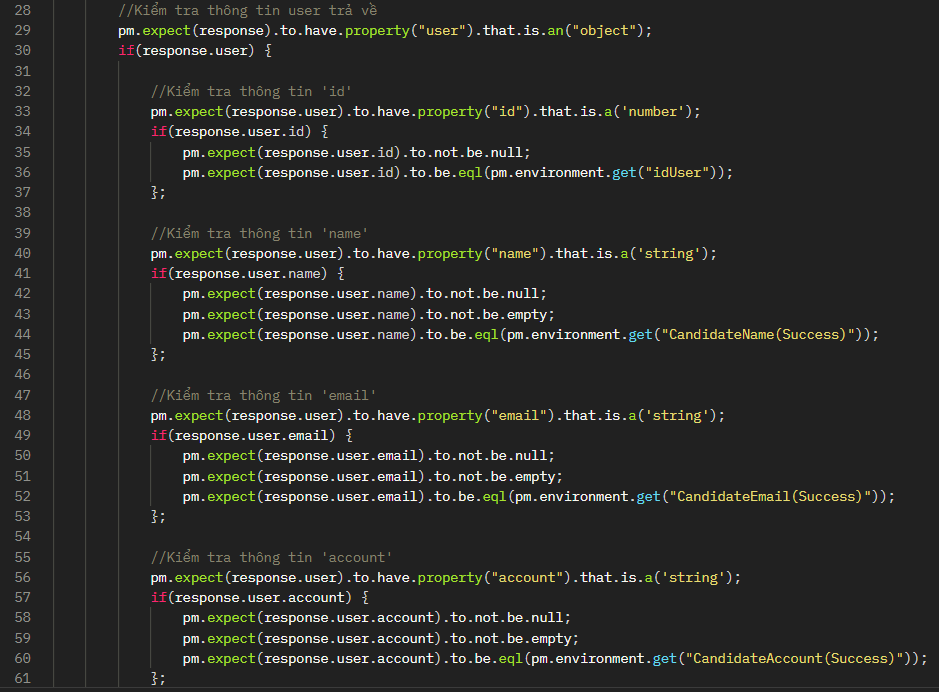 28 //Kiểm tra thông tin user trả về
29 pm.expect(response).to.have.property("user").that.is.an("object");
30 if(response.user) {
31
32 //Kiểm tra thông tin 'id'
33 pm.expect(response.user).to.have.property("id").that.is.a('number');
34 if(response.user.id) {
35 pm.expect(response.user.id).to.not.be.null;
36 pm.expect(response.user.id).to.be.eql(pm.environment.get("idUser"));
37 };
38
39 //Kiểm tra thông tin 'name'
40 pm.expect(response.user).to.have.property("name").that.is.a('string');
41 if(response.user.name) {
42 pm.expect(response.user.name).to.not.be.null;
43 pm.expect(response.user.name).to.not.be.empty;
44 pm.expect(response.user.name).to.be.eql(pm.environment.get("CandidateName(Success)"));
45 };
46
47 //Kiểm tra thông tin 'email'
48 pm.expect(response.user).to.have.property("email").that.is.a('string');
49 if(response.user.email) {
50 pm.expect(response.user.email).to.not.be.null;
51 pm.expect(response.user.email).to.not.be.empty;
52 pm.expect(response.user.email).to.be.eql(pm.environment.get("CandidateEmail(Success)"));
53 };
54
55 //Kiểm tra thông tin 'account'
56 pm.expect(response.user).to.have.property("account").that.is.a('string');
57 if(response.user.account) {
58 pm.expect(response.user.account).to.not.be.null;
59 pm.expect(response.user.account).to.not.be.empty;
60 pm.expect(response.user.account).to.be.eql(pm.environment.get("CandidateAccount(Success)"));
61 };